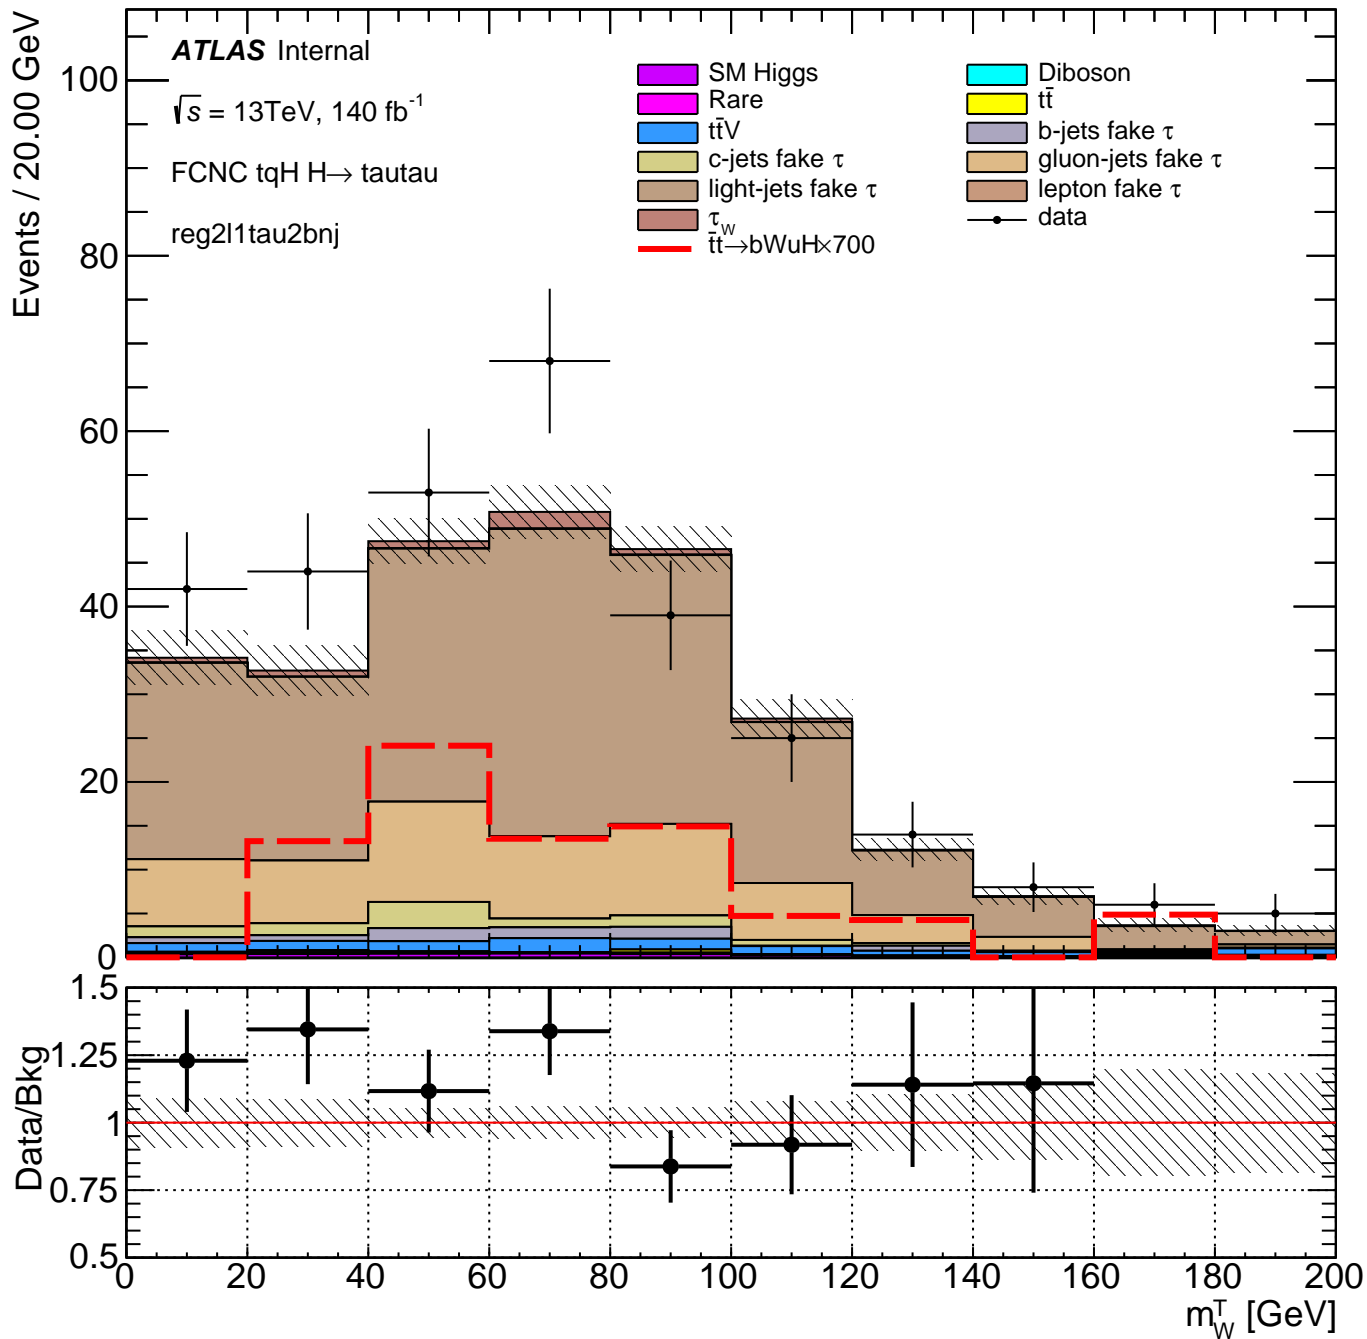 Events / 20.00 GeV
100
80
60
40
20
0
ATLAS Internal
√s = 13TeV, 140 fb⁻¹
FCNC tqH H→ tautau
reg2l1tau2bnj
SM Higgs
Rare
tt̄V
c-jets fake τ
light-jets fake τ
τ_W
t̄t→bWuH×700
Diboson
tt̄
b-jets fake τ
gluon-jets fake τ
lepton fake τ
data
Data/Bkg
1.5
1.25
1
0.75
0.5
0 20 40 60 80 100 120 140 160 180 200
m_W^T [GeV]